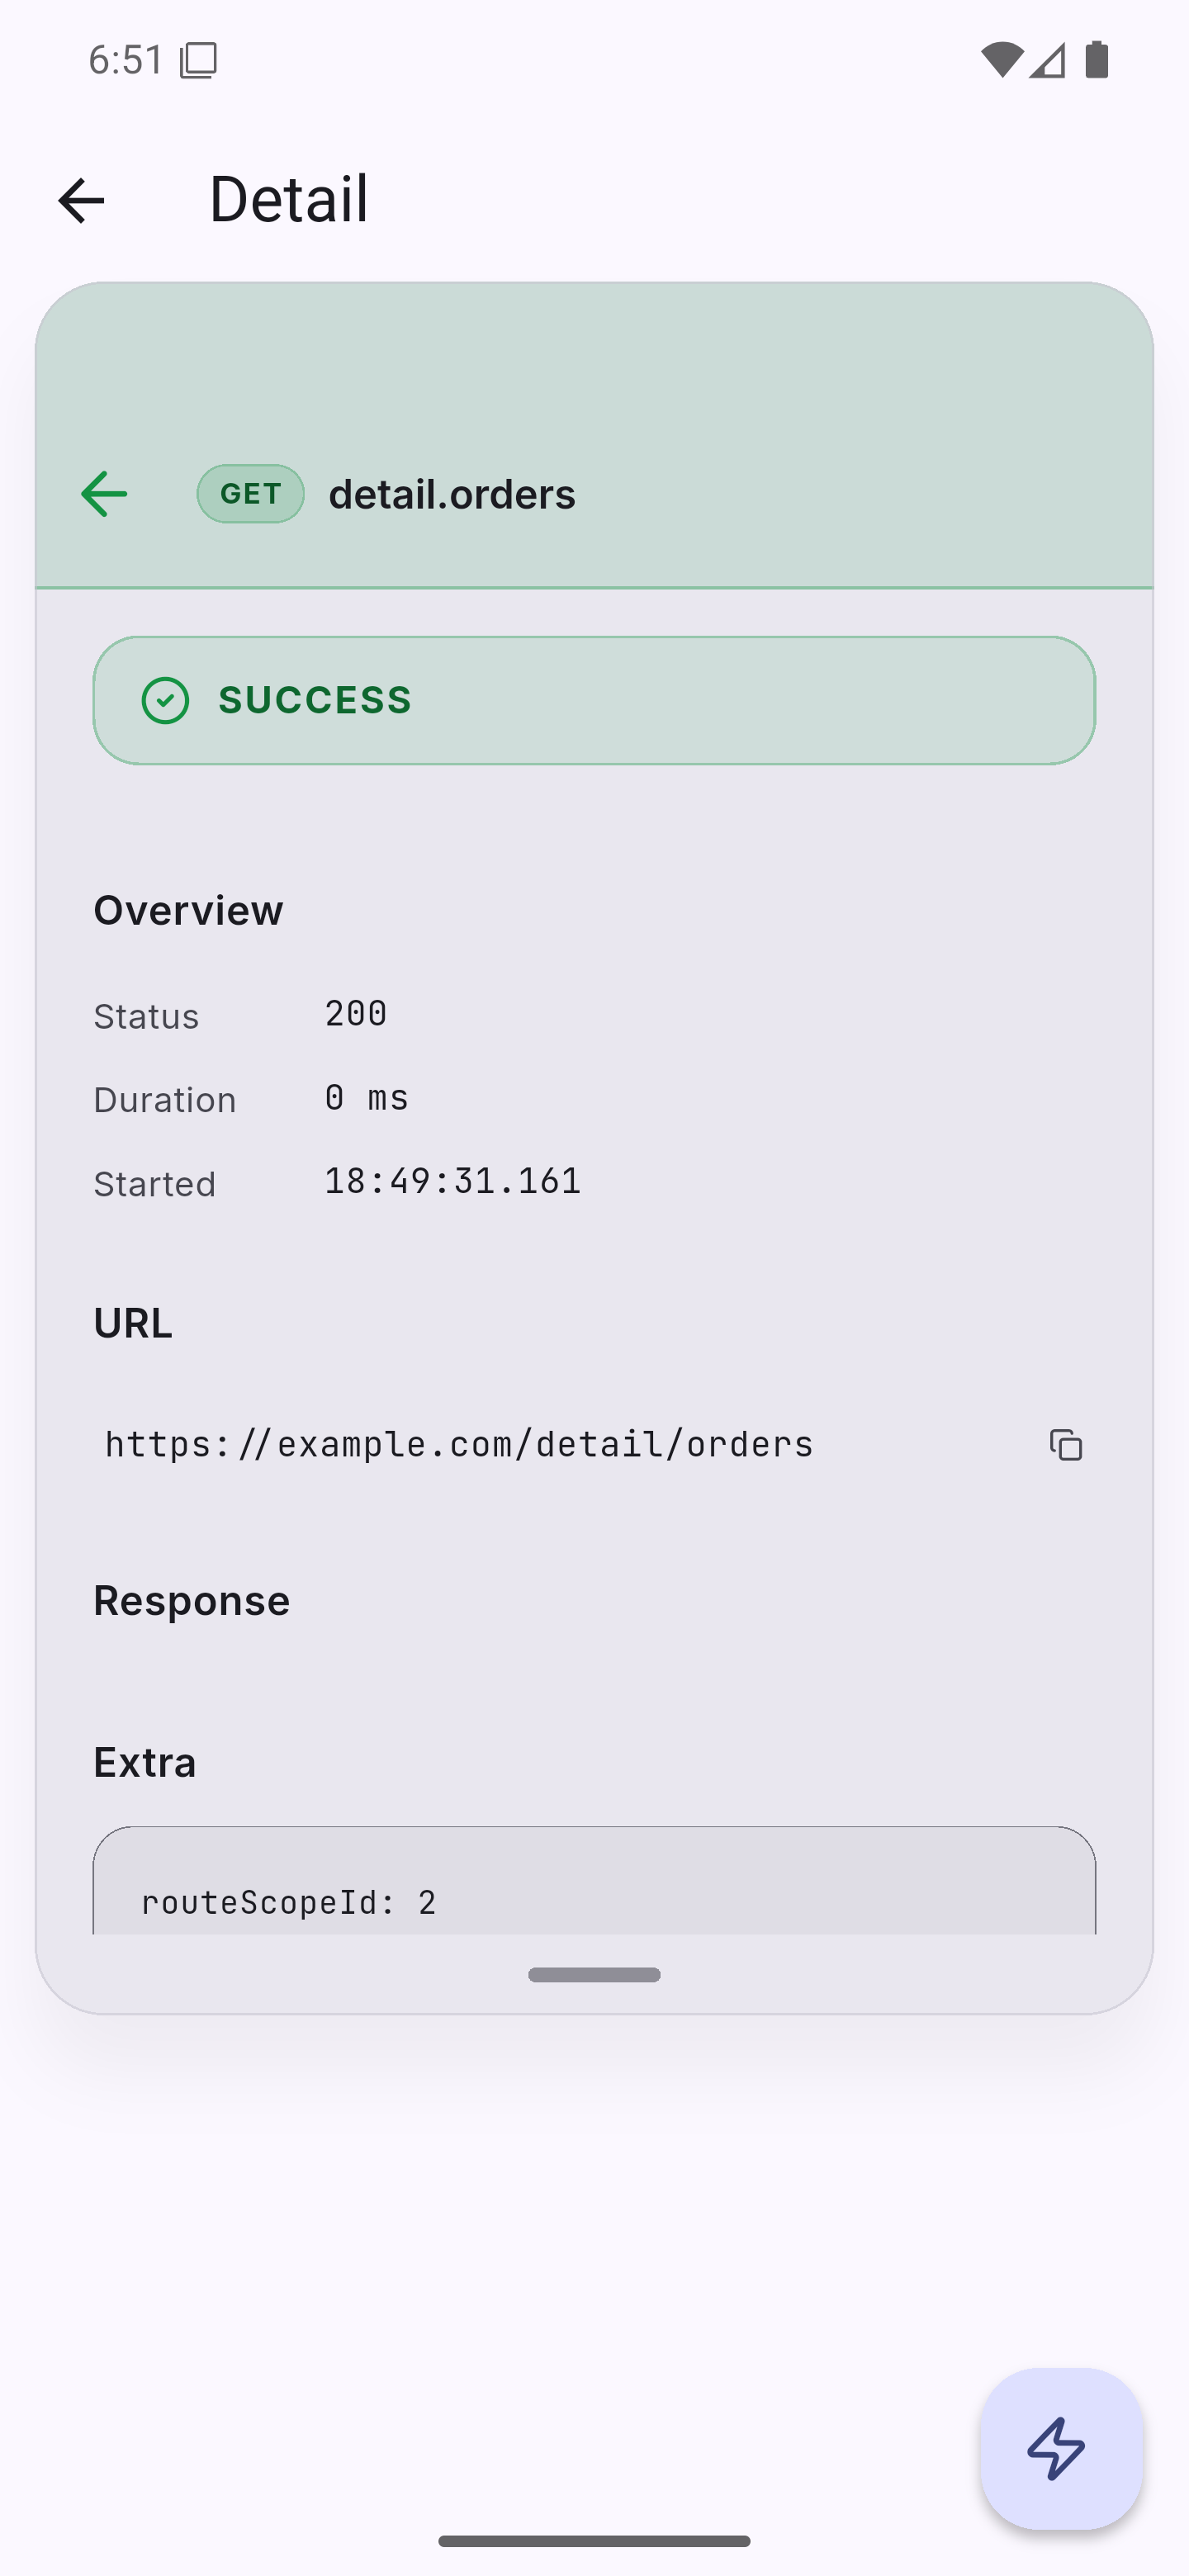 6:51
Detail
GET detail.orders
SUCCESS
Overview
Status 200
Duration 0 ms
Started 18:49:31.161
URL
https://example.com/detail/orders
Response
Extra
routeScopeId: 2